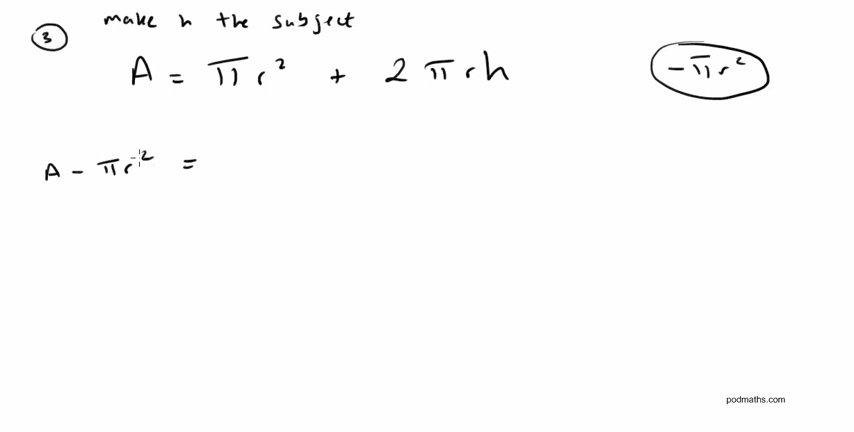 3 make h the subject
A = πr² + 2πrh
-πr²
A - πr² =
podmaths.com